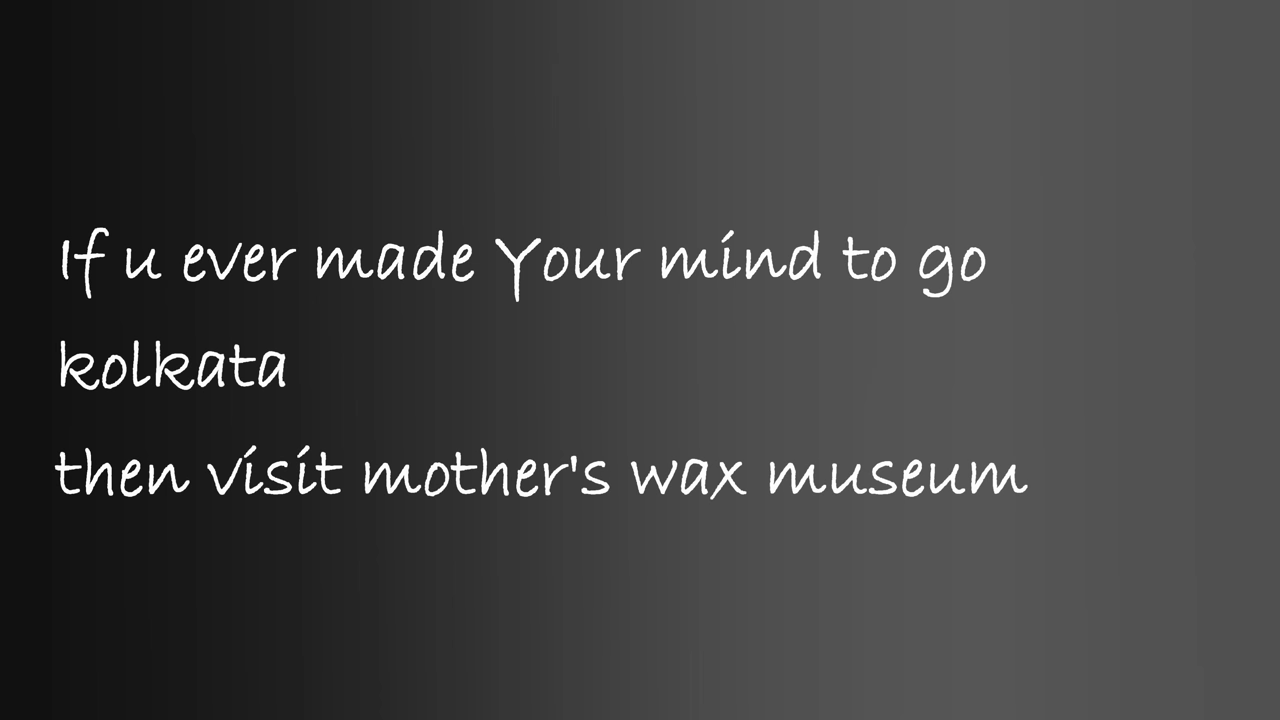 If u ever made Your mind to go
kolkata
then visit mother's wax museum